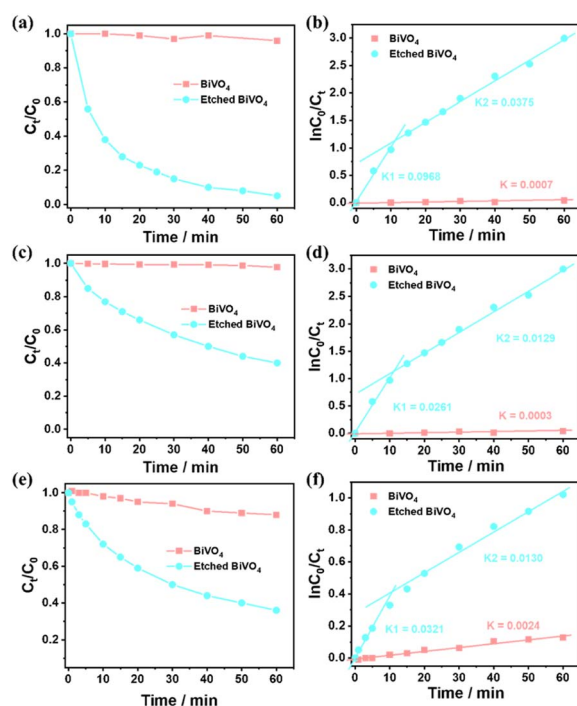 (a)
1.0
0.8
0.6
0.4
0.2
0.0
Ct/C0
BiVO4
Etched BiVO4
0 10 20 30 40 50 60
Time / min
(b)
3.0
2.5
2.0
1.5
1.0
0.5
0.0
lnC0/Ct
BiVO4
Etched BiVO4
K2 = 0.0375
K1 = 0.0968
K = 0.0007
0 10 20 30 40 50 60
Time / min
(c)
1.0
0.8
0.6
0.4
0.2
0.0
Ct/C0
BiVO4
Etched BiVO4
0 10 20 30 40 50 60
Time / min
(d)
3.0
2.5
2.0
1.5
1.0
0.5
0.0
lnC0/Ct
BiVO4
Etched BiVO4
K2 = 0.0129
K1 = 0.0261
K = 0.0003
0 10 20 30 40 50 60
Time / min
(e)
1.0
0.8
0.6
0.4
0.2
Ct/C0
BiVO4
Etched BiVO4
0 10 20 30 40 50 60
Time / min
(f)
1.0
0.8
0.6
0.4
0.2
0.0
lnC0/Ct
BiVO4
Etched BiVO4
K2 = 0.0130
K1 = 0.0321
K = 0.0024
0 10 20 30 40 50 60
Time / min